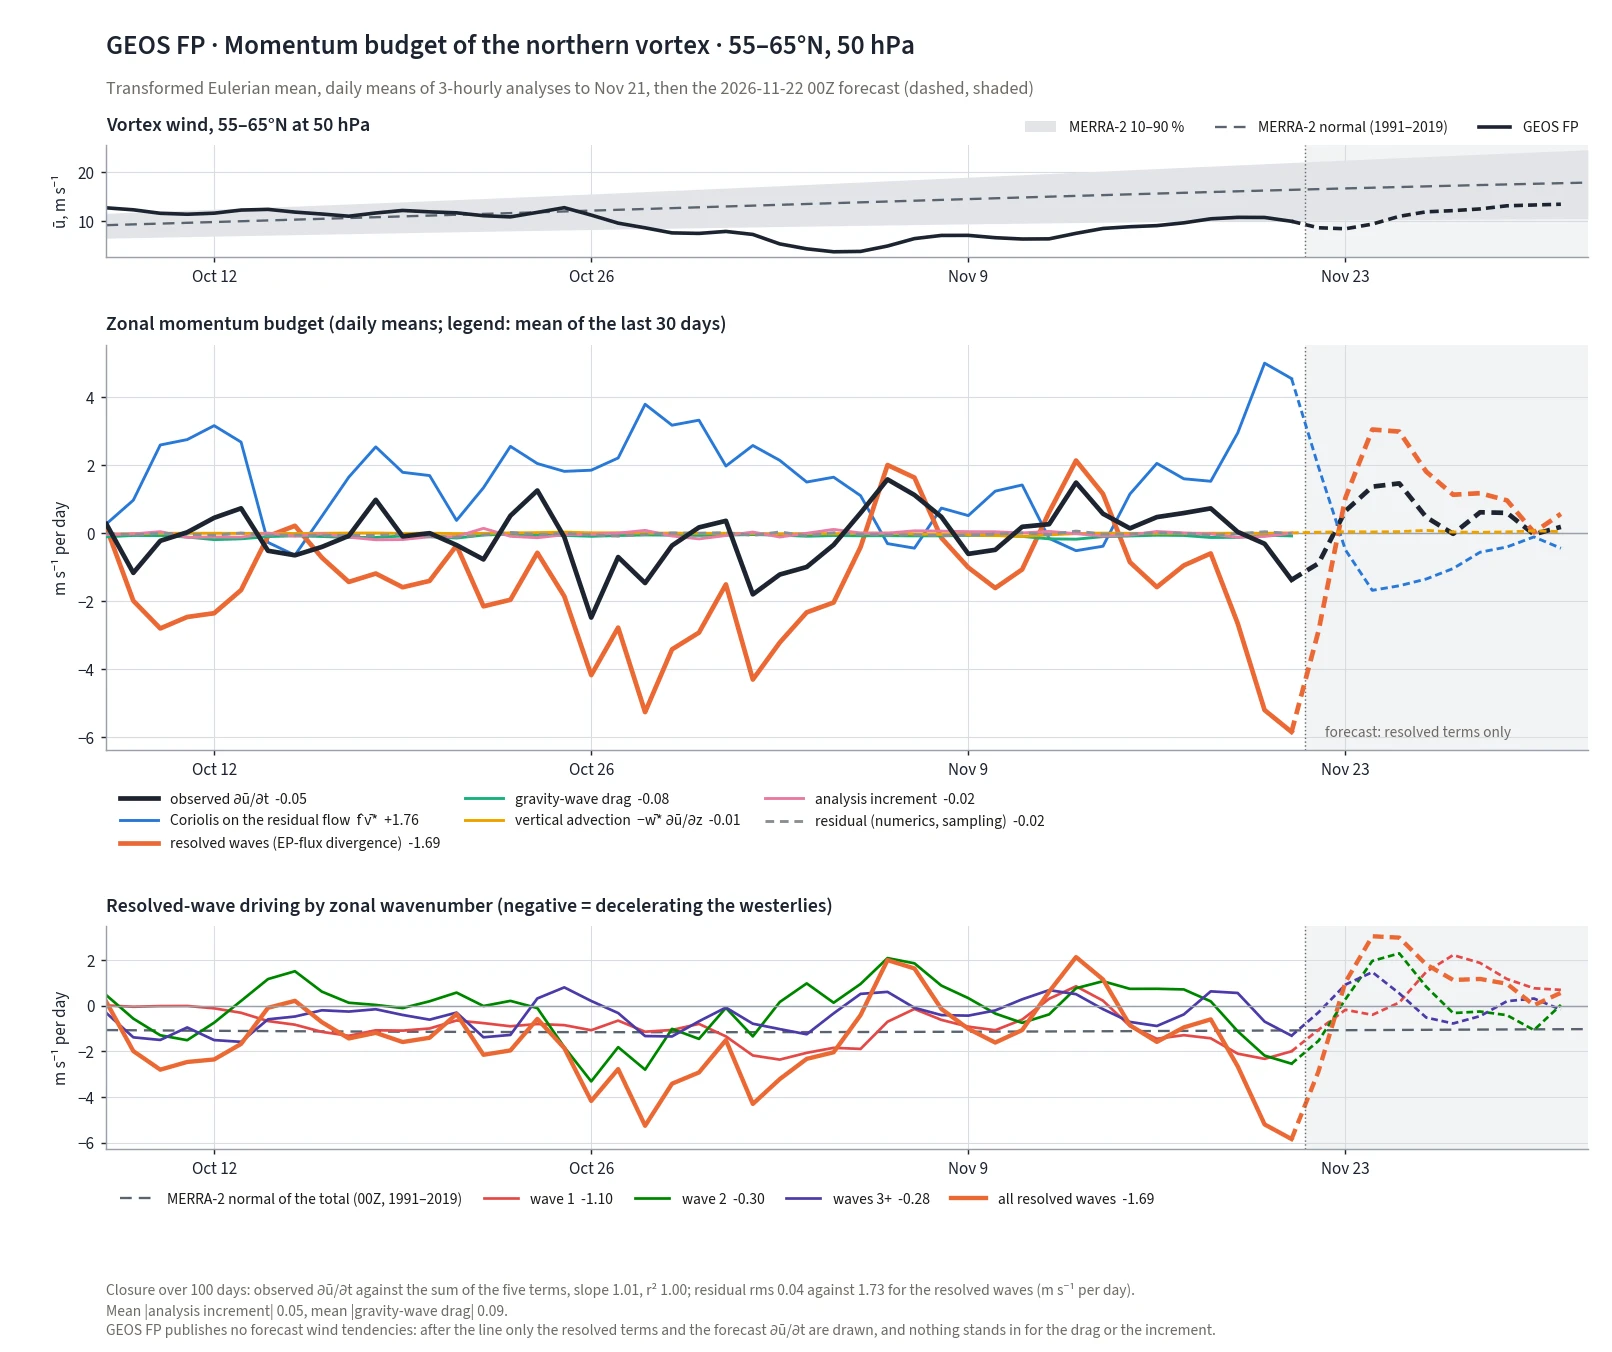 GEOS FP · Momentum budget of the northern vortex · 55–65°N, 50 hPa
Transformed Eulerian mean, daily means of 3-hourly analyses to Nov 21, then the 2026-11-22 00Z forecast (dashed, shaded)
Vortex wind, 55–65°N at 50 hPa
MERRA-2 10–90 %
MERRA-2 normal (1991–2019)
GEOS FP
ū, m s⁻¹
20
10
Oct 12
Oct 26
Nov 9
Nov 23
Zonal momentum budget (daily means; legend: mean of the last 30 days)
m s⁻¹ per day
4
2
0
−2
−4
−6
forecast: resolved terms only
Oct 12
Oct 26
Nov 9
Nov 23
observed ∂ū/∂t -0.05
Coriolis on the residual flow f v̄* +1.76
resolved waves (EP-flux divergence) -1.69
gravity-wave drag -0.08
vertical advection −w̄* ∂ū/∂z -0.01
analysis increment -0.02
residual (numerics, sampling) -0.02
Resolved-wave driving by zonal wavenumber (negative = decelerating the westerlies)
m s⁻¹ per day
2
0
−2
−4
−6
Oct 12
Oct 26
Nov 9
Nov 23
MERRA-2 normal of the total (00Z, 1991–2019)
wave 1 -1.10
wave 2 -0.30
waves 3+ -0.28
all resolved waves -1.69
Closure over 100 days: observed ∂ū/∂t against the sum of the five terms, slope 1.01, r² 1.00; residual rms 0.04 against 1.73 for the resolved waves (m s⁻¹ per day).
Mean |analysis increment| 0.05, mean |gravity-wave drag| 0.09.
GEOS FP publishes no forecast wind tendencies: after the line only the resolved terms and the forecast ∂ū/∂t are drawn, and nothing stands in for the drag or the increment.